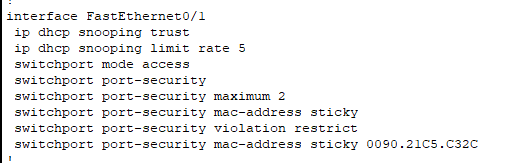 !
interface FastEthernet0/1
ip dhcp snooping trust
ip dhcp snooping limit rate 5
switchport mode access
switchport port-security
switchport port-security maximum 2
switchport port-security mac-address sticky
switchport port-security violation restrict
switchport port-security mac-address sticky 0090.21C5.C32C
!